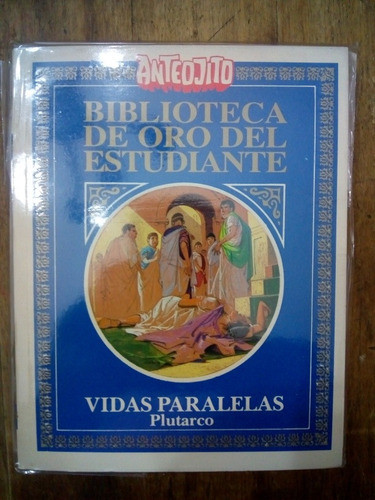 ANTEOJITO
BIBLIOTECA
DE ORO DEL
ESTUDIANTE
VIDAS PARALELAS
Plutarco